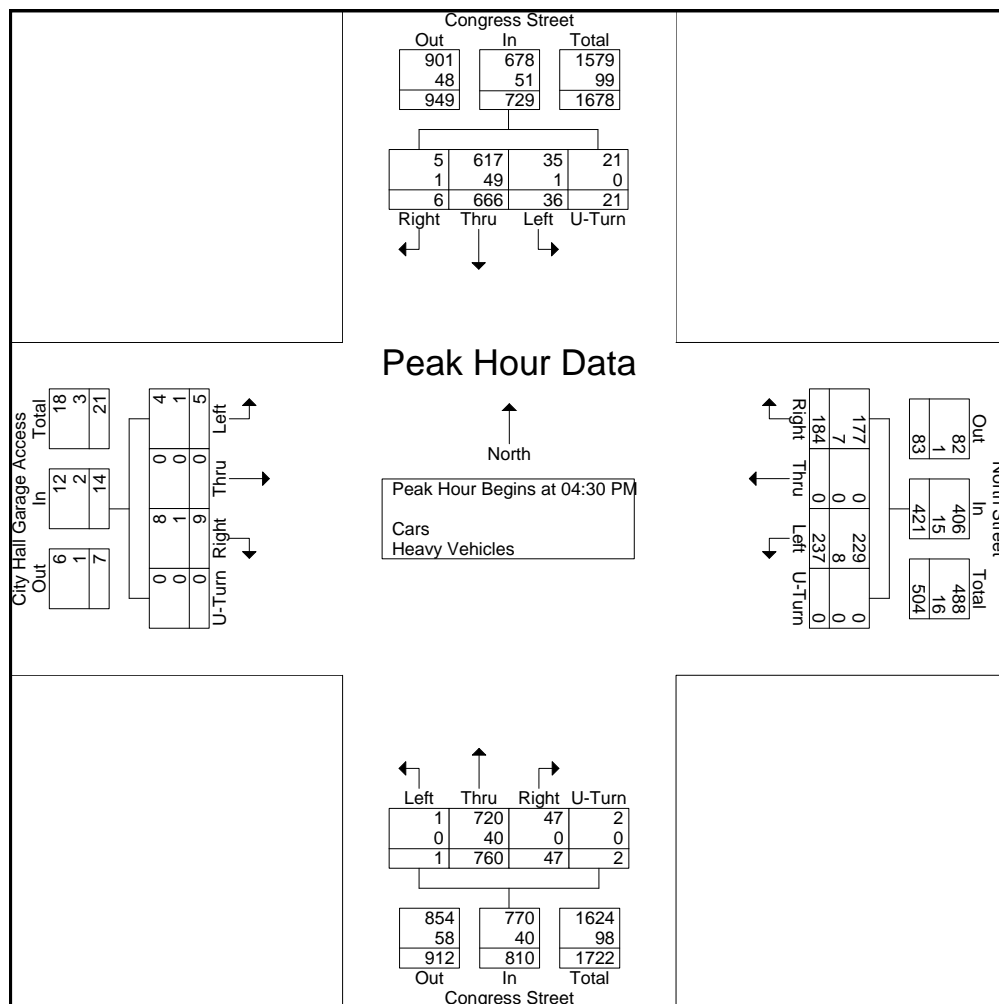 Congress Street
Out In Total
901 678 1579
48 51 99
949 729 1678
5 617 35 21
1 49 1 0
6 666 36 21
Right Thru Left U-Turn
Peak Hour Data
North
Peak Hour Begins at 04:30 PM
Cars
Heavy Vehicles
City Hall Garage Access
Out In Total
6 12 18
1 2 3
7 14 21
4 0 8 0
1 0 1 0
5 0 9 0
Left Thru Right U-Turn
North Street
Out In Total
82 406 488
1 15 16
83 421 504
177 0 229 0
7 0 8 0
184 0 237 0
Right Thru Left U-Turn
Left Thru Right U-Turn
1 720 47 2
0 40 0 0
1 760 47 2
854 770 1624
58 40 98
912 810 1722
Out In Total
Congress Street